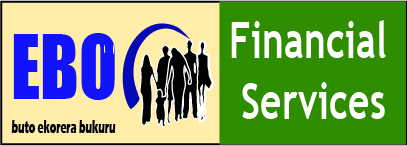 EBO
buto ekorera bukuru
Financial
Services